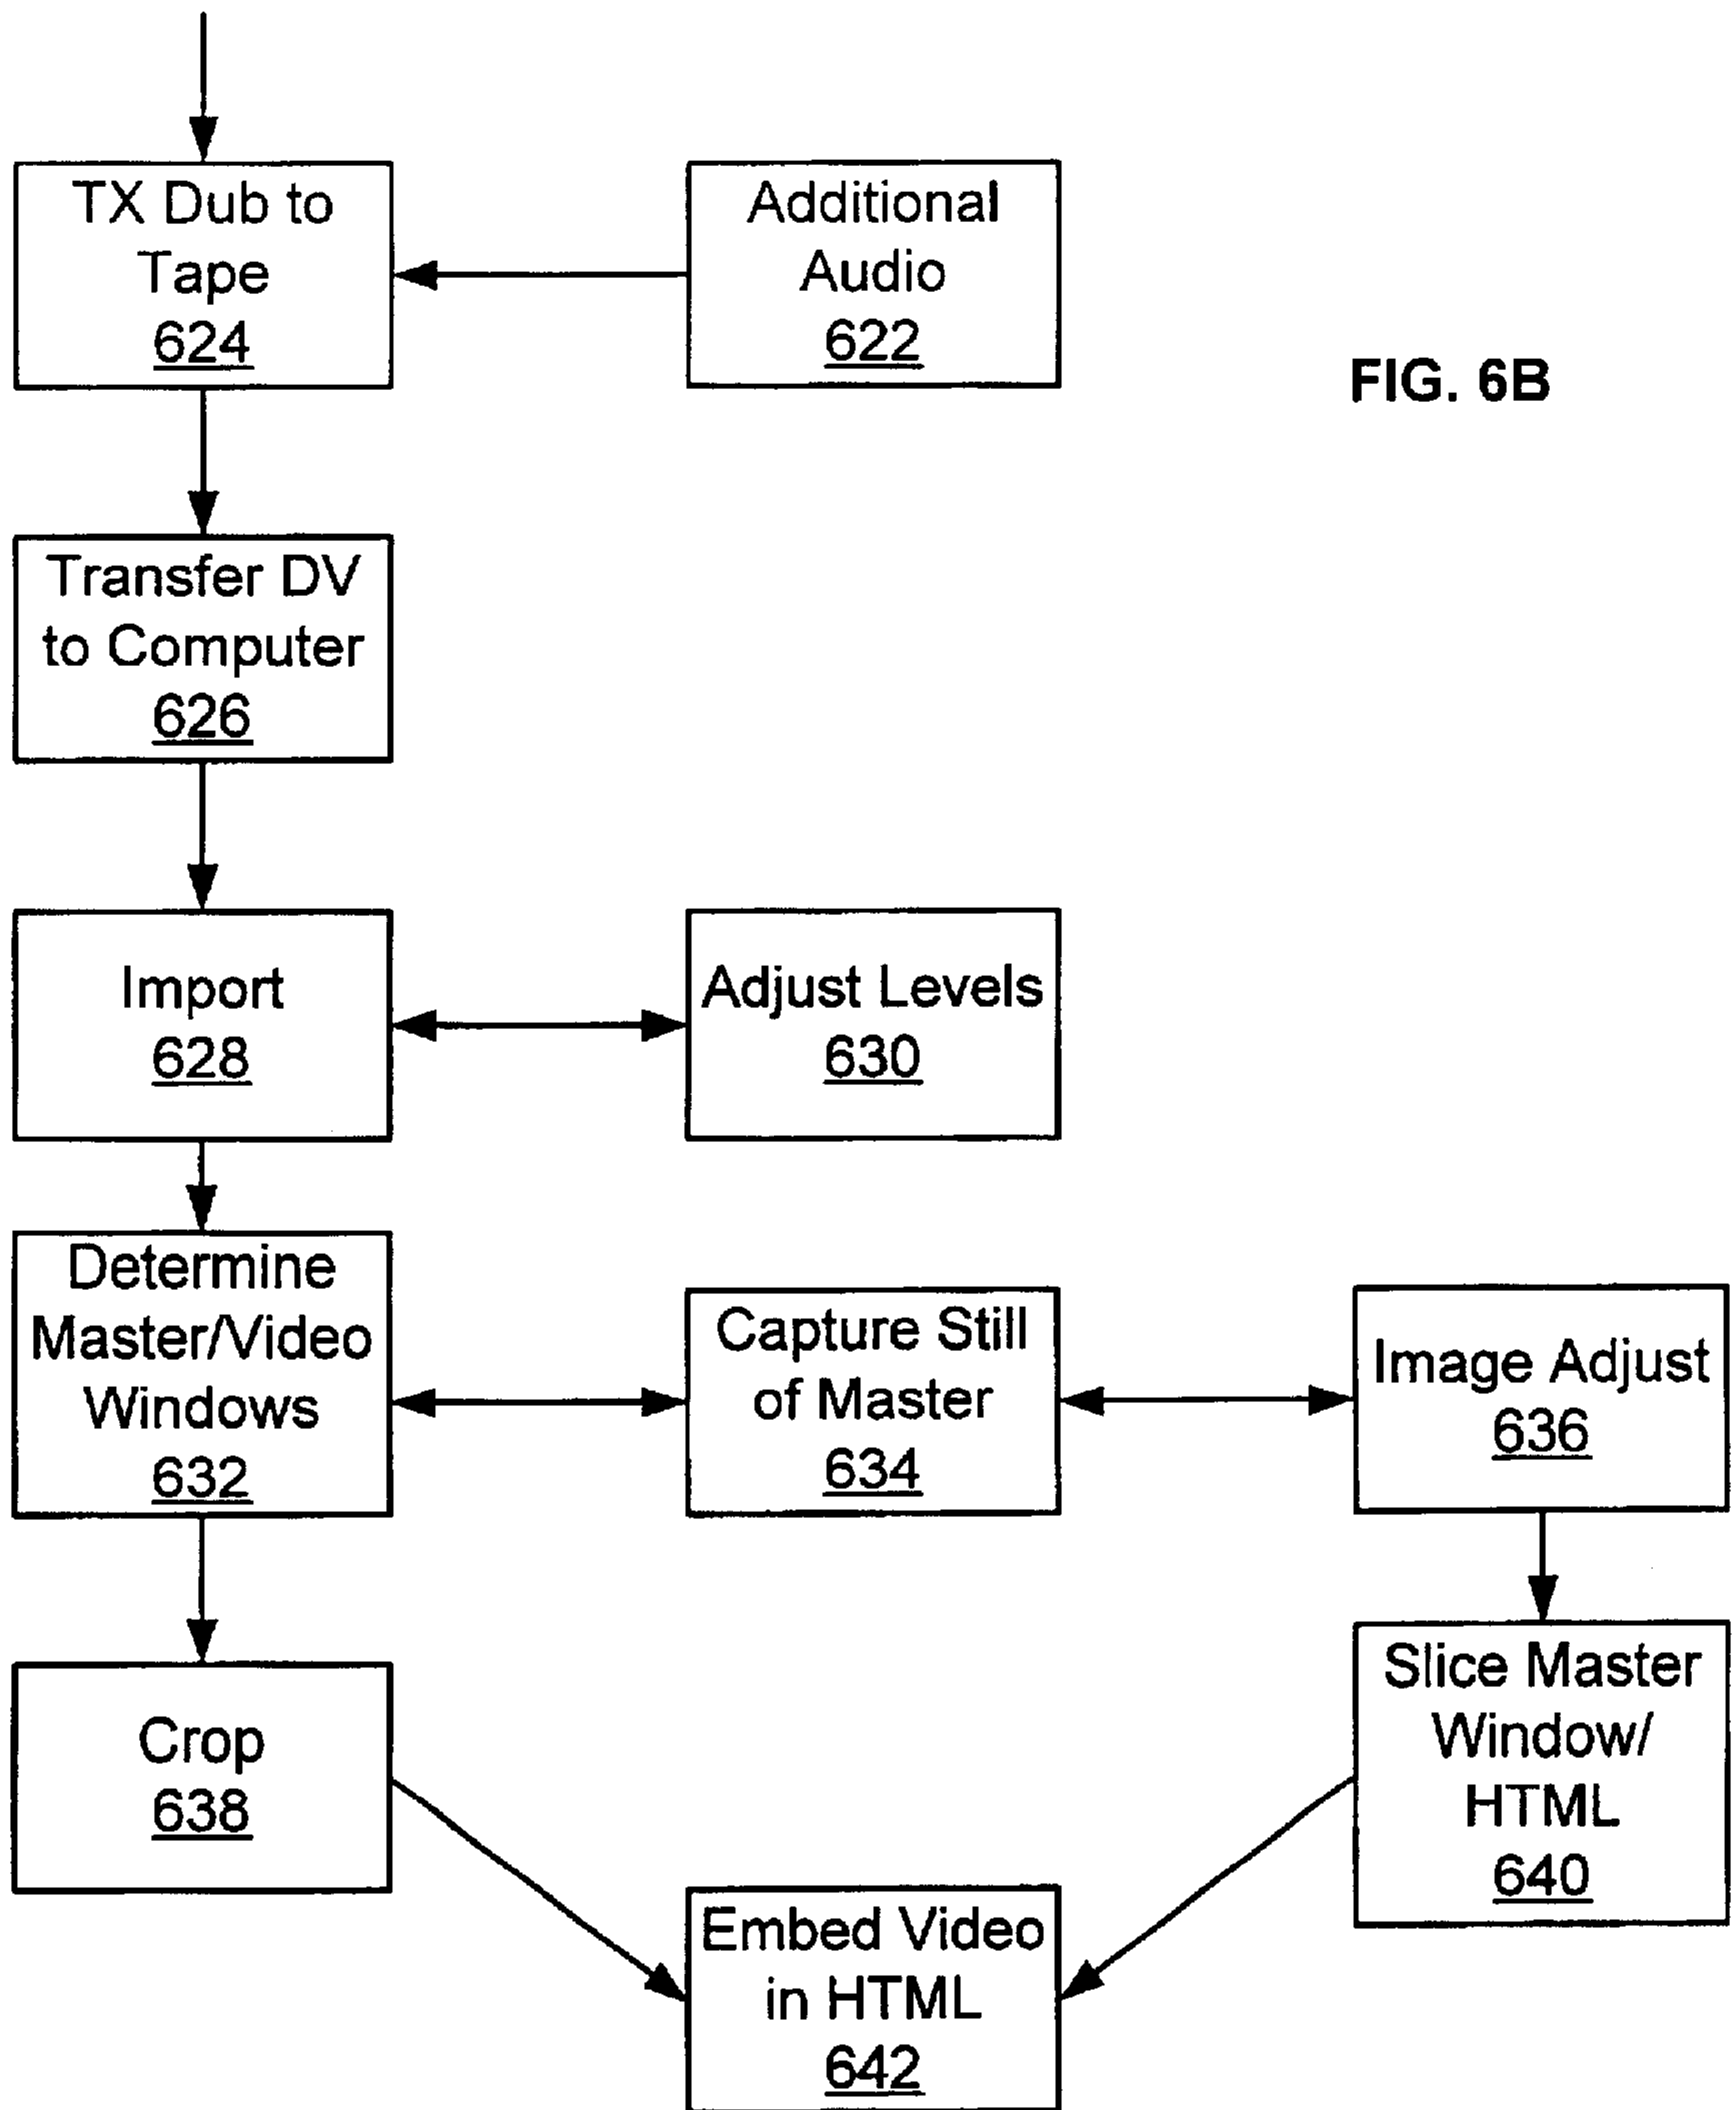 TX Dub to
Tape
624
Additional
Audio
622
FIG. 6B
Transfer DV
to Computer
626
Import
628
Adjust Levels
630
Determine
Master/Video
Windows
632
Capture Still
of Master
634
Image Adjust
636
Crop
638
Slice Master
Window/
HTML
640
Embed Video
in HTML
642